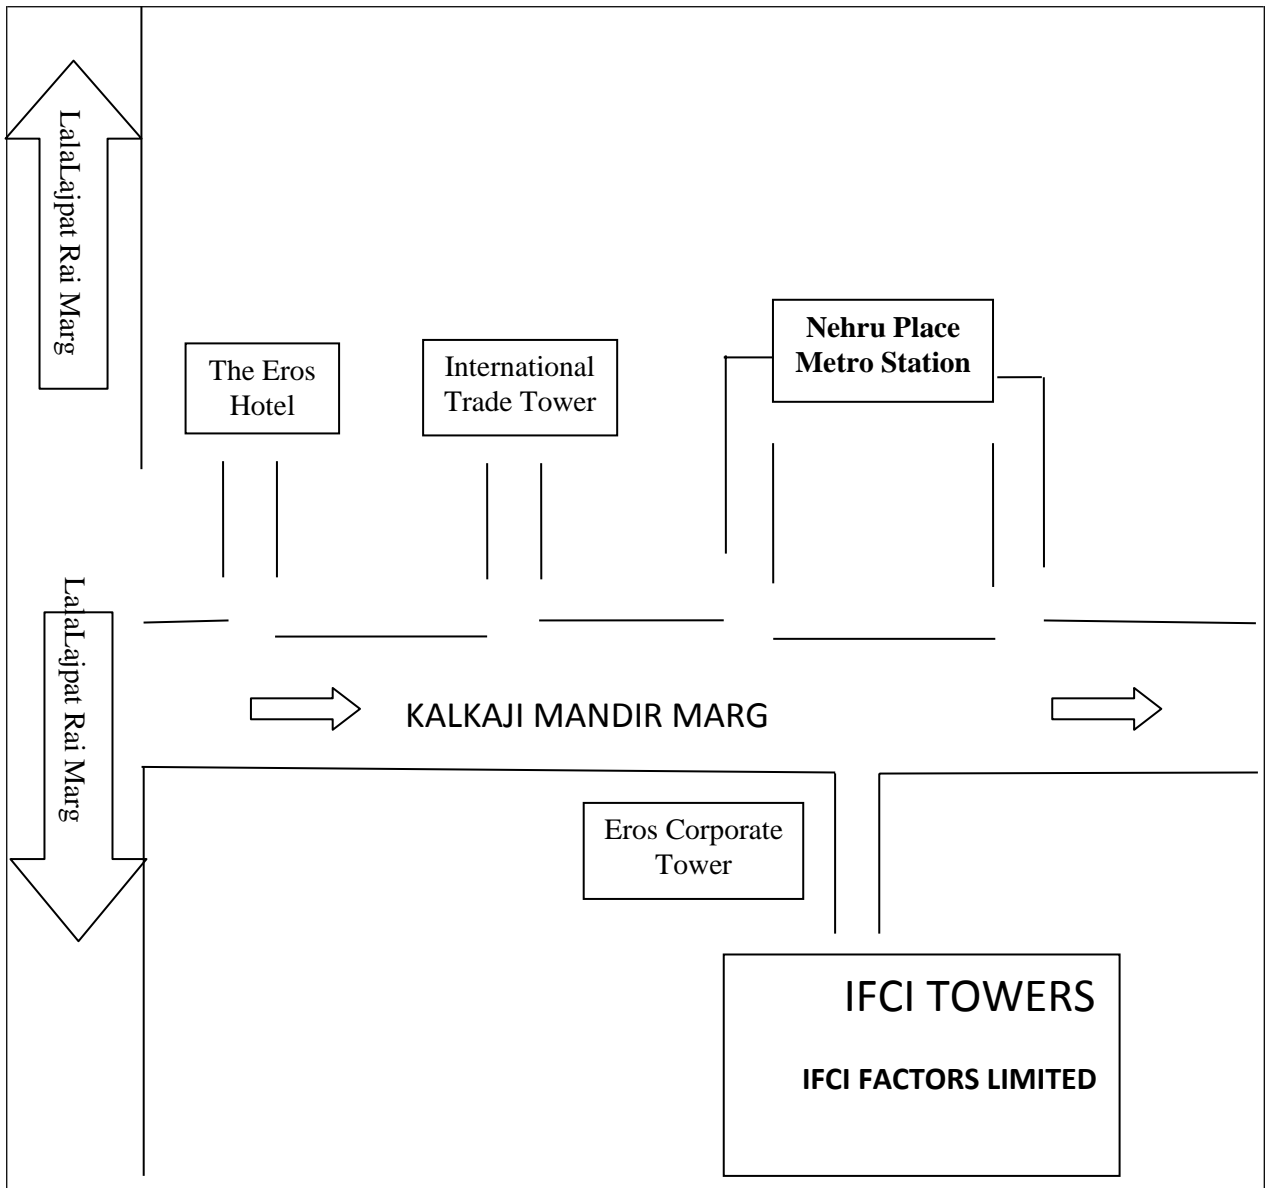 LalaLajpat Rai Marg
The Eros
Hotel
International
Trade Tower
Nehru Place
Metro Station
LalaLajpat Rai Marg
KALKAJI MANDIR MARG
Eros Corporate
Tower
IFCI TOWERS
IFCI FACTORS LIMITED